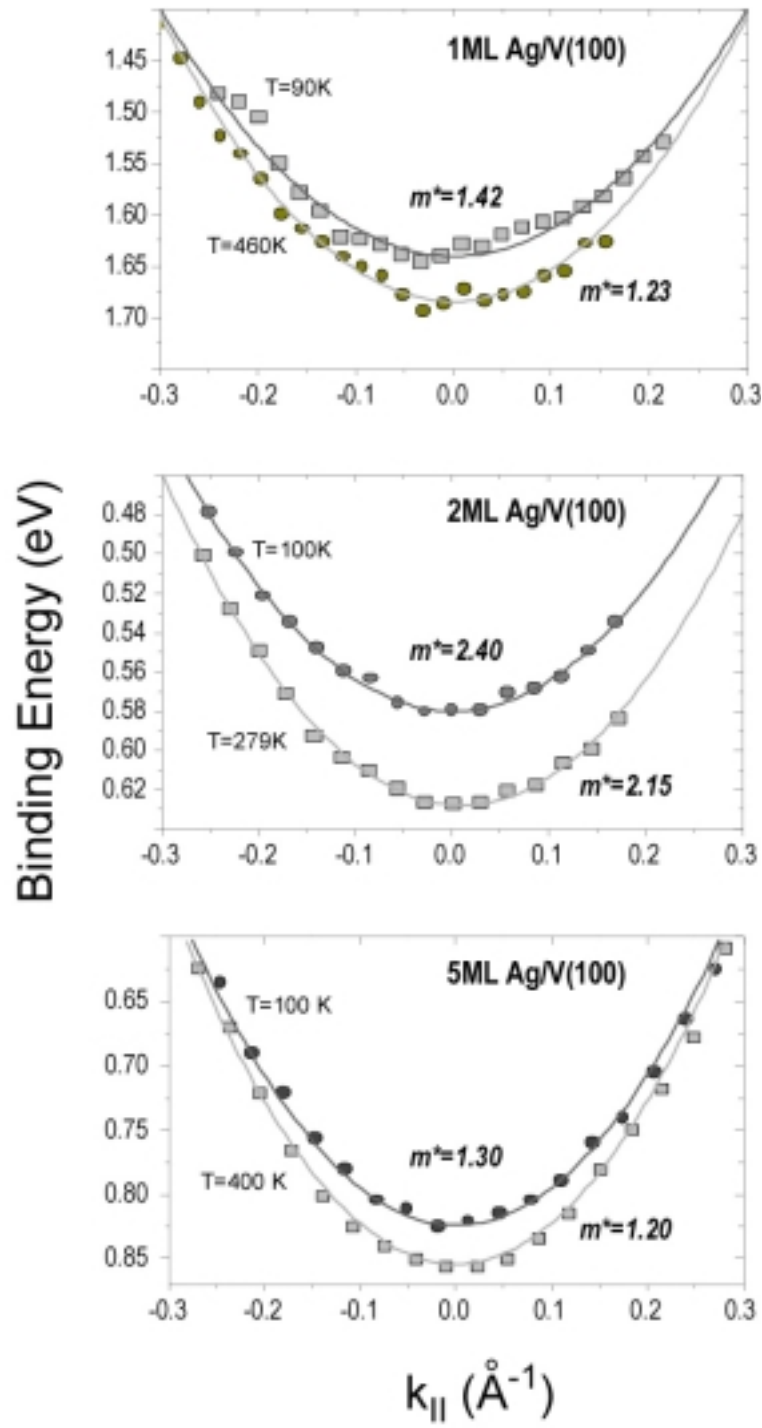 1ML Ag/V(100)
1.45
T=90K
1.50
1.55
m*=1.42
1.60
T=460K
1.65
m*=1.23
1.70
-0.3 -0.2 -0.1 0.0 0.1 0.2 0.3
2ML Ag/V(100)
0.48
T=100K
0.50
0.52
0.54
m*=2.40
0.56
0.58
T=279K
0.60
m*=2.15
0.62
-0.3 -0.2 -0.1 0.0 0.1 0.2 0.3
Binding Energy (eV)
5ML Ag/V(100)
0.65
T=100 K
0.70
0.75
m*=1.30
T=400 K
0.80
m*=1.20
0.85
-0.3 -0.2 -0.1 0.0 0.1 0.2 0.3
k_II (Å^-1)